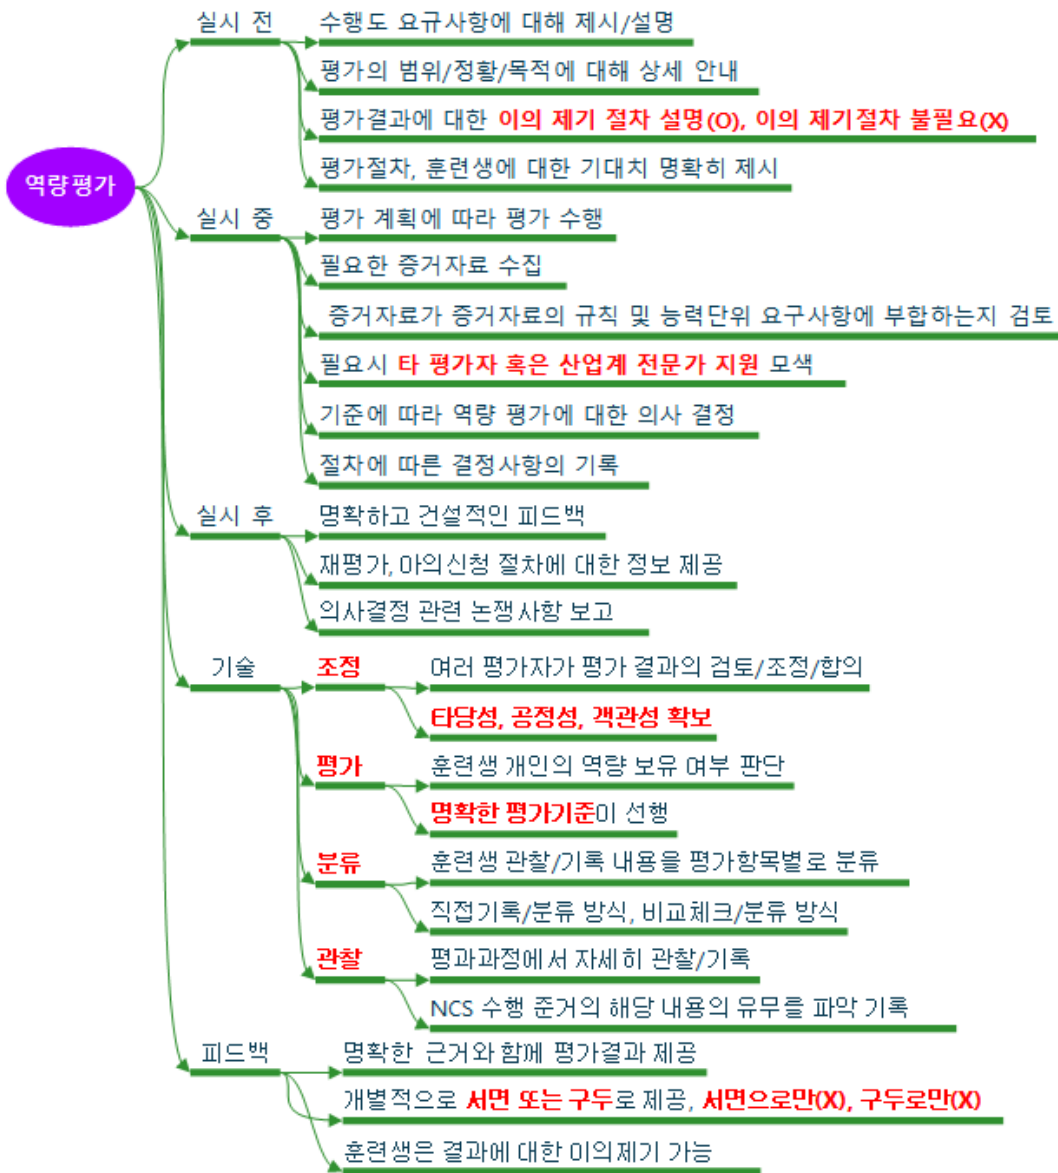 역량평가
실시 전
수행도 요규사항에 대해 제시/설명
평가의 범위/정황/목적에 대해 상세 안내
평가결과에 대한 이의 제기 절차 설명(O), 이의 제기절차 불필요(X)
평가절차, 훈련생에 대한 기대치 명확히 제시
실시 중
평가 계획에 따라 평가 수행
필요한 증거자료 수집
증거자료가 증거자료의 규칙 및 능력단위 요구사항에 부합하는지 검토
필요시 타 평가자 혹은 산업계 전문가 지원 모색
기준에 따라 역량 평가에 대한 의사 결정
절차에 따른 결정사항의 기록
실시 후
명확하고 건설적인 피드백
재평가, 아의신청 절차에 대한 정보 제공
의사결정 관련 논쟁사항 보고
기술
조정
여러 평가자가 평가 결과의 검토/조정/합의
타당성, 공정성, 객관성 확보
평가
훈련생 개인의 역량 보유 여부 판단
명확한 평가기준이 선행
분류
훈련생 관찰/기록 내용을 평가항목별로 분류
직접기록/분류 방식, 비교체크/분류 방식
관찰
평과과정에서 자세히 관찰/기록
NCS 수행 준거의 해당 내용의 유무를 파악 기록
피드백
명확한 근거와 함께 평가결과 제공
개별적으로 서면 또는 구두로 제공, 서면으로만(X), 구두로만(X)
훈련생은 결과에 대한 이의제기 가능